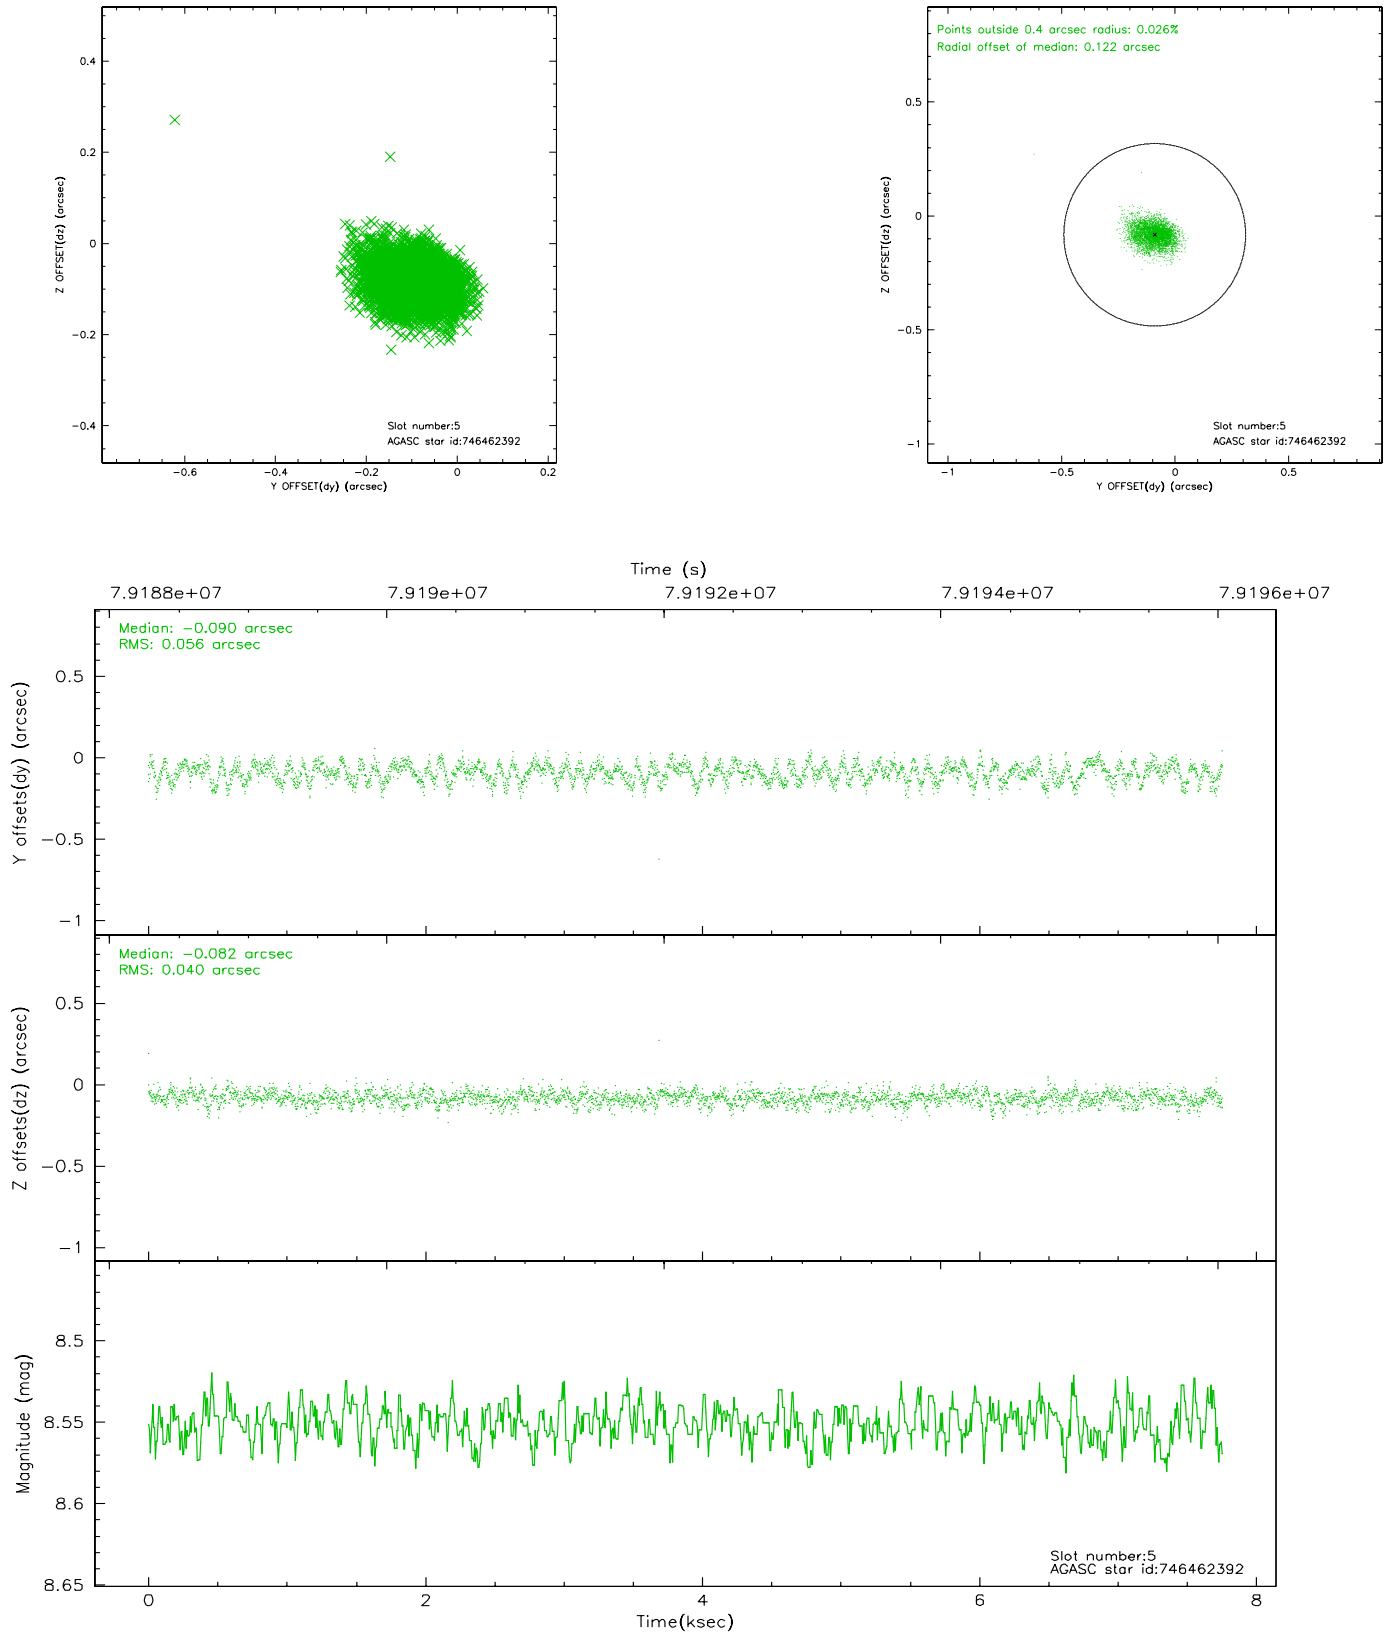 0.4
0.2
0
−0.2
−0.4
Z OFFSET(dz) (arcsec)
Slot number:5
AGASC star id:746462392
−0.6 −0.4 −0.2 0 0.2
Y OFFSET(dy) (arcsec)
Points outside 0.4 arcsec radius: 0.026%
Radial offset of median: 0.122 arcsec
0.5
0
−0.5
−1
Z OFFSET(dz) (arcsec)
Slot number:5
AGASC star id:746462392
−1 −0.5 0 0.5
Y OFFSET(dy) (arcsec)
Time (s)
7.9188e+07 7.919e+07 7.9192e+07 7.9194e+07 7.9196e+07
Median: −0.090 arcsec
RMS: 0.056 arcsec
0.5
0
−0.5
−1
Y offsets(dy) (arcsec)
Median: −0.082 arcsec
RMS: 0.040 arcsec
0.5
0
−0.5
−1
Z offsets(dz) (arcsec)
8.5
8.55
8.6
8.65
Magnitude (mag)
Slot number:5
AGASC star id:746462392
0 2 4 6 8
Time(ksec)